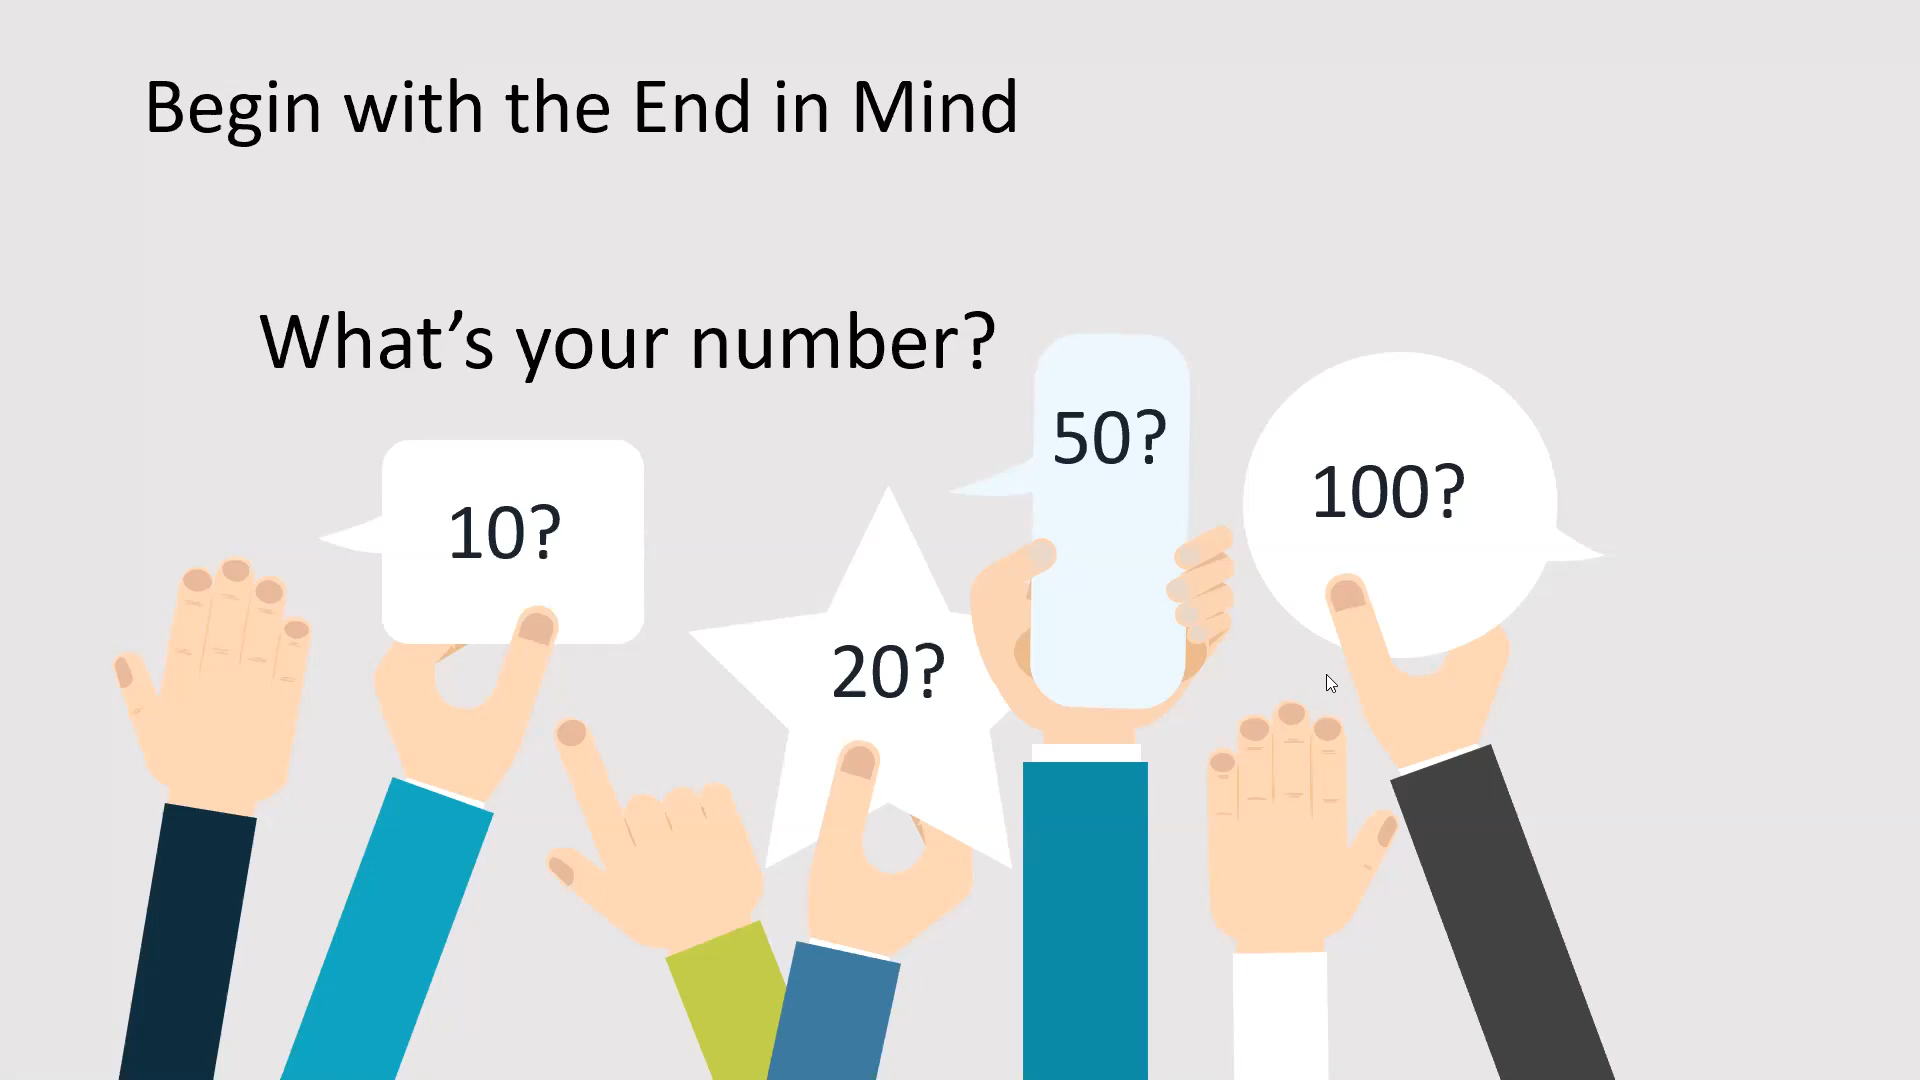 Begin with the End in Mind
What’s your number?
10?
20?
50?
100?